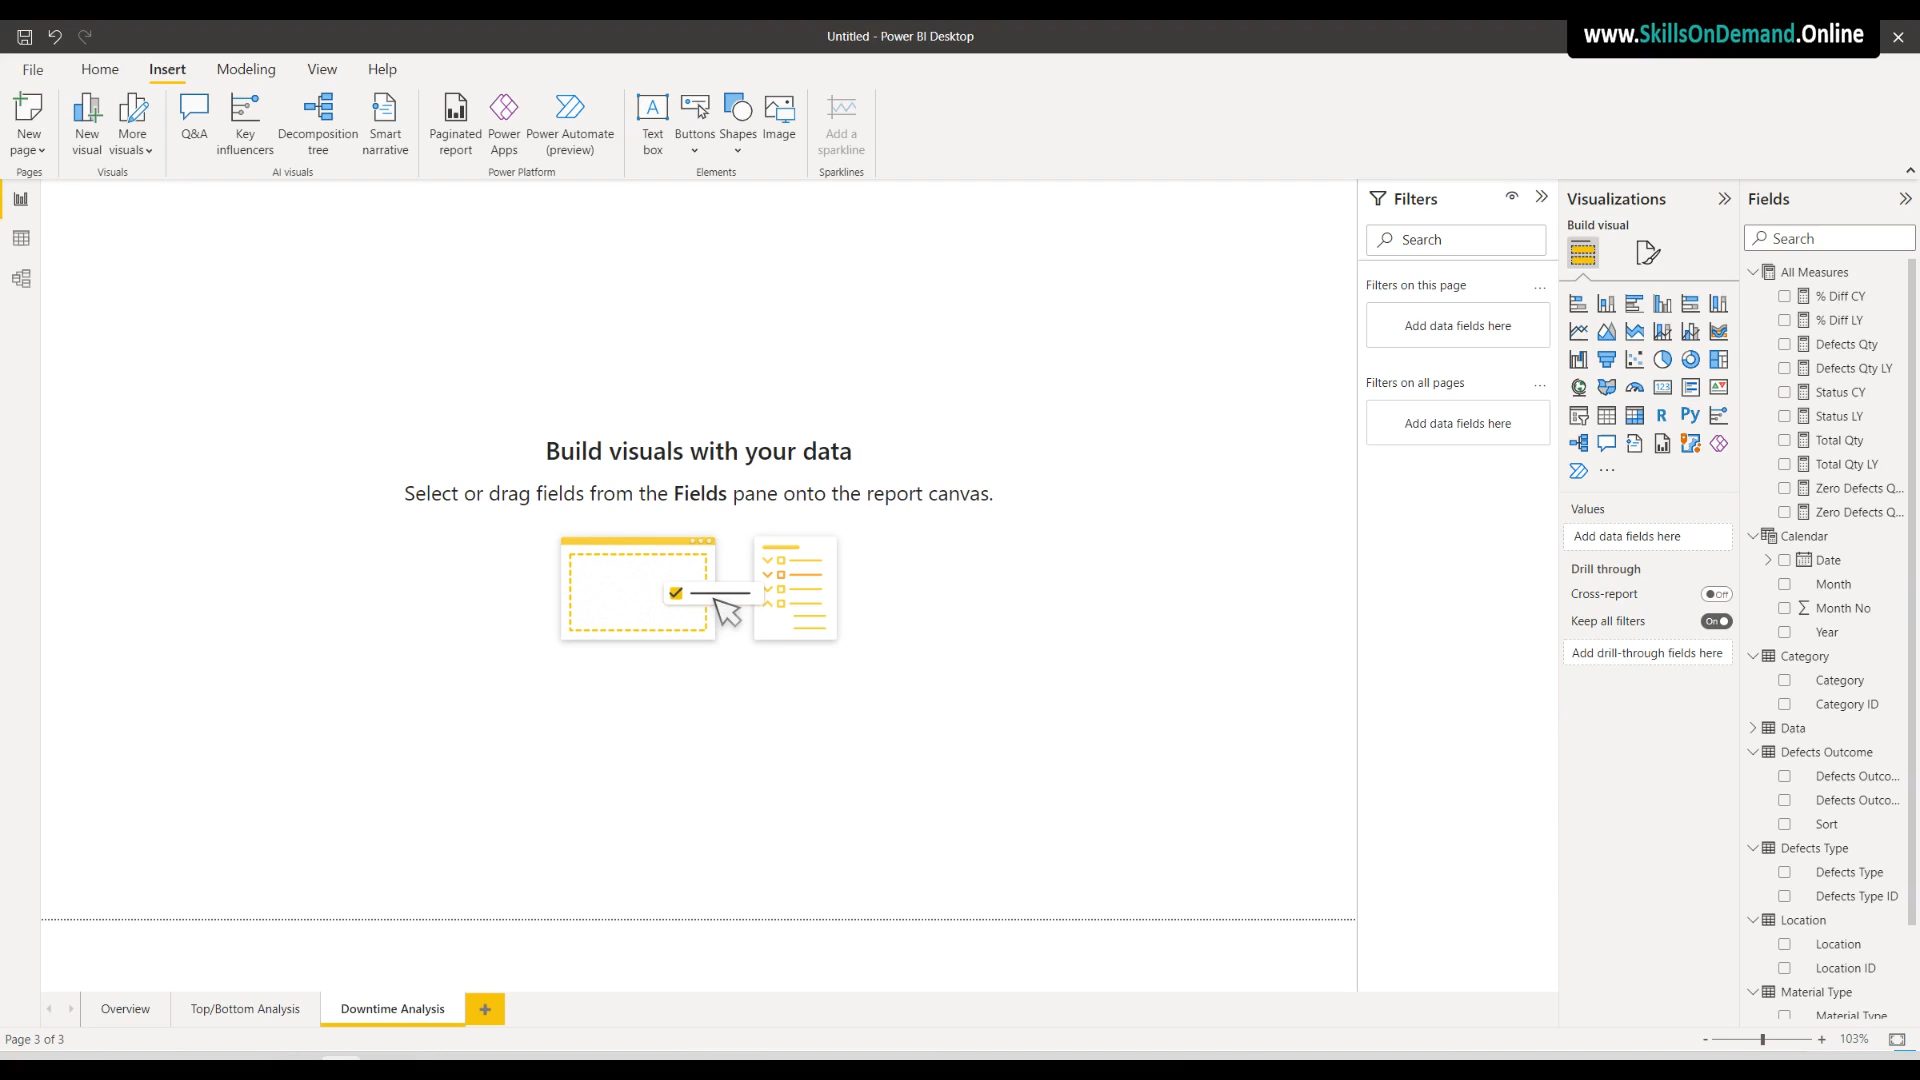 Untitled - Power BI Desktop
www.SkillsOnDemand.Online
File
Home
Insert
Modeling
View
Help
New
page
New
visual
More
visuals
Q&A
Key
influencers
Decomposition
tree
Smart
narrative
Paginated
report
Power
Apps
Power Automate
(preview)
Text
box
Buttons
Shapes
Image
Add a
sparkline
Pages
Visuals
AI visuals
Power Platform
Elements
Sparklines
Build visuals with your data
Select or drag fields from the Fields pane onto the report canvas.
Filters
Search
Filters on this page
...
Add data fields here
Filters on all pages
...
Add data fields here
Visualizations
Build visual
123
R
Py
...
Values
Add data fields here
Drill through
Cross-report
Off
Keep all filters
On
Add drill-through fields here
Fields
Search
All Measures
% Diff CY
% Diff LY
Defects Qty
Defects Qty LY
Status CY
Status LY
Total Qty
Total Qty LY
Zero Defects Q...
Zero Defects Q...
Calendar
Date
Month
Month No
Year
Category
Category
Category ID
Data
Defects Outcome
Defects Outco...
Defects Outco...
Sort
Defects Type
Defects Type
Defects Type ID
Location
Location
Location ID
Material Type
Material Type
Overview
Top/Bottom Analysis
Downtime Analysis
Page 3 of 3
- + 103%